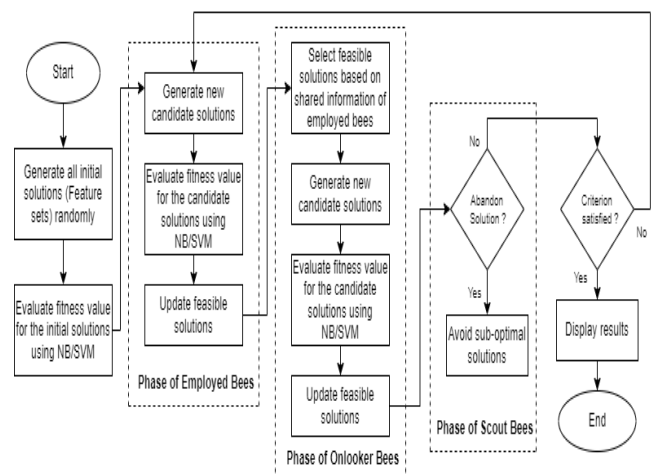 Start
Generate all initial
solutions (Feature
sets) randomly
Evaluate fitness value
for the initial solutions
using NB/SVM
Generate new
candidate solutions
Evaluate fitness value
for the candidate
solutions using
NB/SVM
Update feasible
solutions
Phase of Employed Bees
Select feasible
solutions based on
shared information of
employed bees
Generate new
candidate solutions
Evaluate fitness value
for the candidate
solutions using
NB/SVM
Update feasible
solutions
Phase of Onlooker Bees
No
Abandon
Solution ?
Yes
Avoid sub-optimal
solutions
Phase of Scout Bees
Criterion
satisfied ?
No
Yes
Display results
End